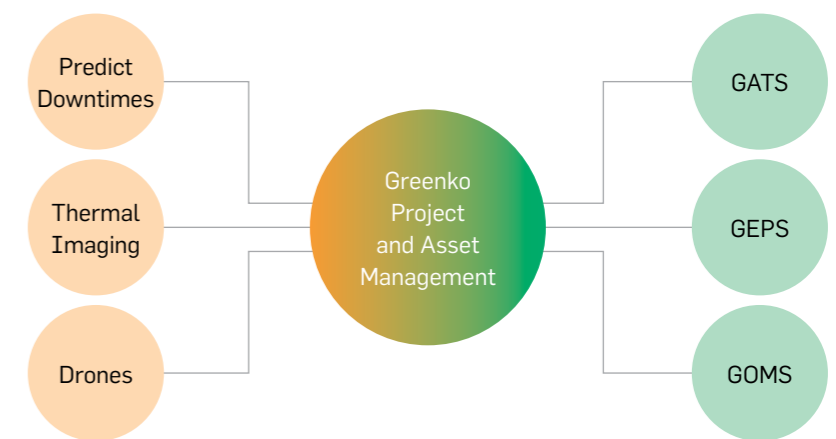 Predict
Downtimes
Thermal
Imaging
Drones
Greenko
Project
and Asset
Management
GATS
GEPS
GOMS